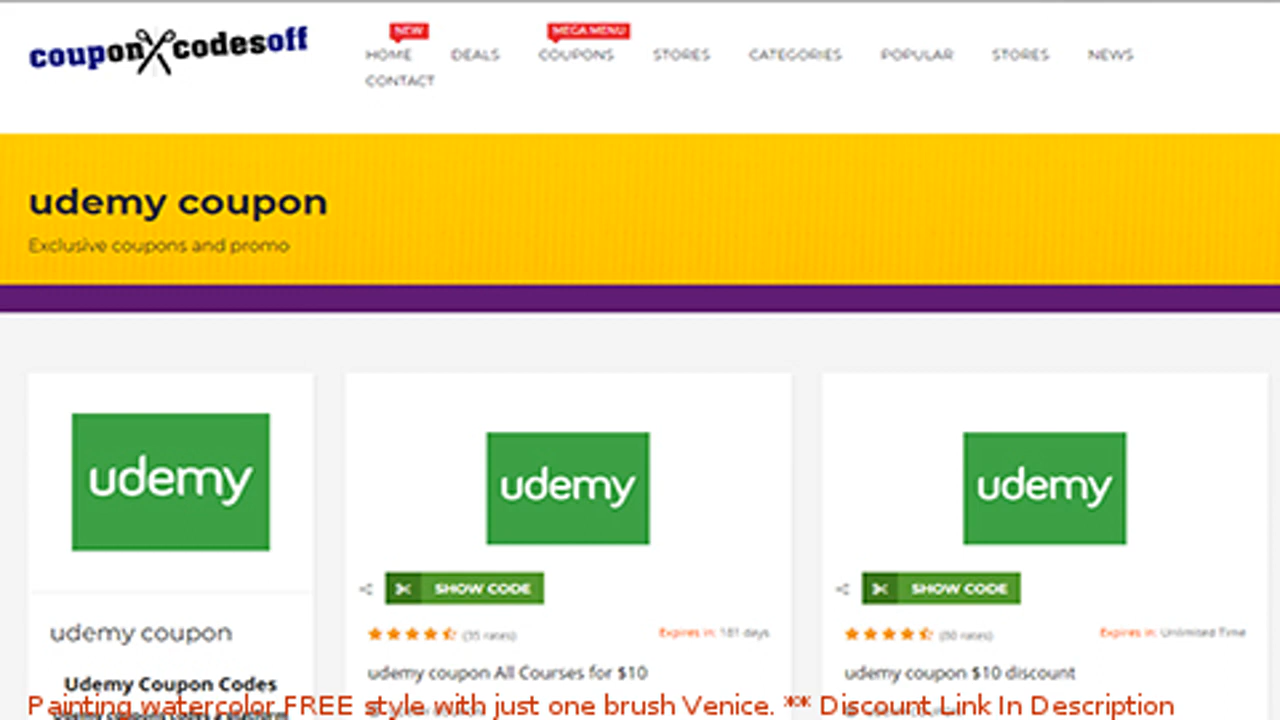 couponcodesoff
NEW
MEGA MENU
HOME DEALS COUPONS STORES CATEGORIES POPULAR STORES NEWS
CONTACT
udemy coupon
Exclusive coupons and promo
udemy
udemy
udemy
SHOW CODE
SHOW CODE
(35 rates)
Expires in: 181 days
(80 rates)
Expires in: Unlimited Time
udemy coupon
udemy coupon All Courses for $10
udemy coupon $10 discount
Udemy Coupon Codes
Painting watercolor FREE style with just one brush Venice. ** Discount Link In Description